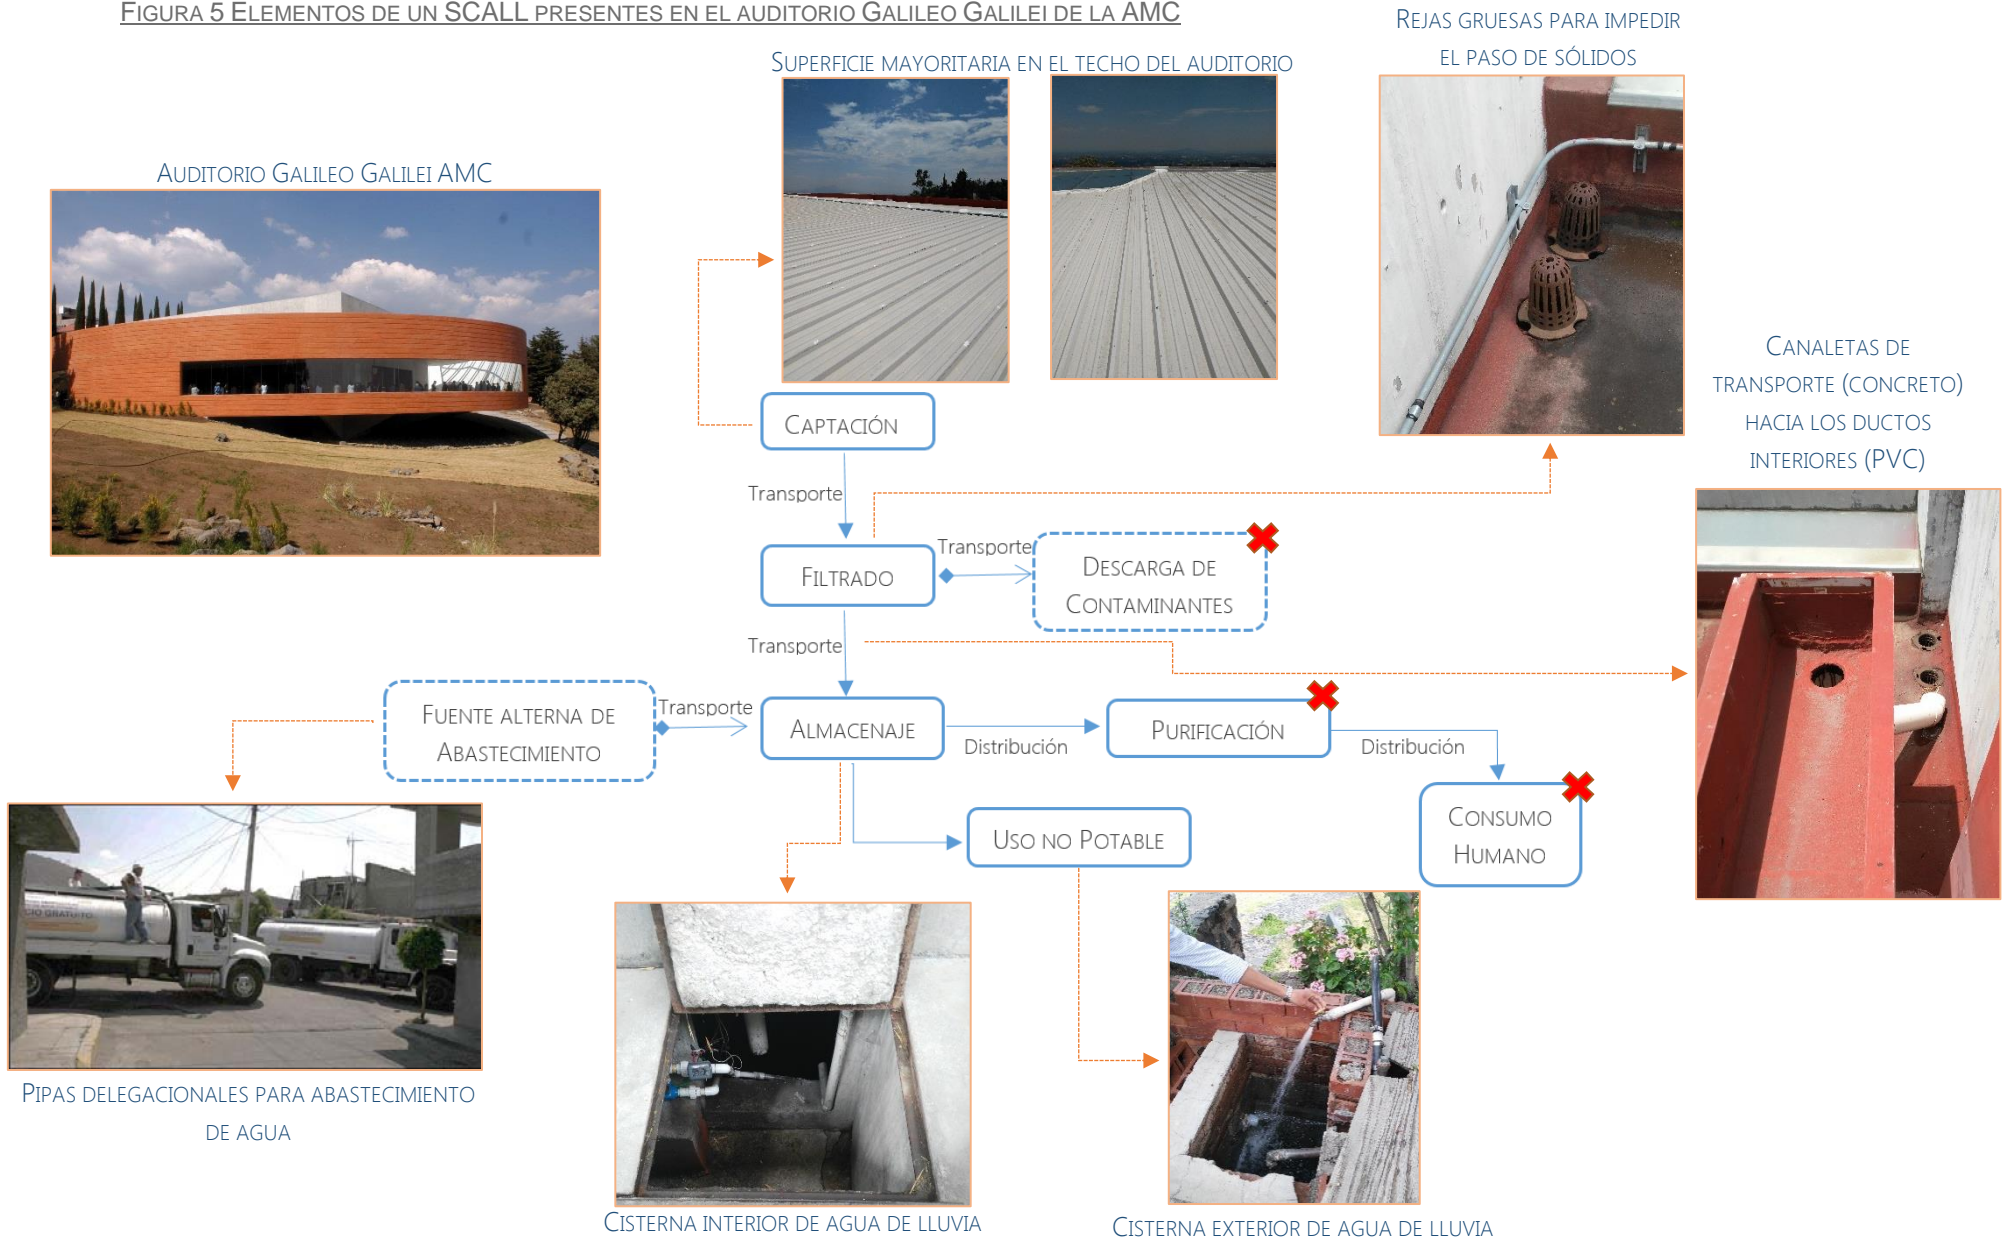 FIGURA 5 ELEMENTOS DE UN SCALL PRESENTES EN EL AUDITORIO GALILEO GALILEI DE LA AMC
REJAS GRUESAS PARA IMPEDIR
EL PASO DE SÓLIDOS
SUPERFICIE MAYORITARIA EN EL TECHO DEL AUDITORIO
AUDITORIO GALILEO GALILEI AMC
CANALETAS DE
TRANSPORTE (CONCRETO)
HACIA LOS DUCTOS
INTERIORES (PVC)
CAPTACIÓN
Transporte
FILTRADO
Transporte
DESCARGA DE
CONTAMINANTES
Transporte
FUENTE ALTERNA DE
ABASTECIMIENTO
Transporte
ALMACENAJE
Distribución
PURIFICACIÓN
Distribución
CONSUMO
HUMANO
USO NO POTABLE
CIO GRATUITO
PIPAS DELEGACIONALES PARA ABASTECIMIENTO
DE AGUA
CISTERNA INTERIOR DE AGUA DE LLUVIA
CISTERNA EXTERIOR DE AGUA DE LLUVIA